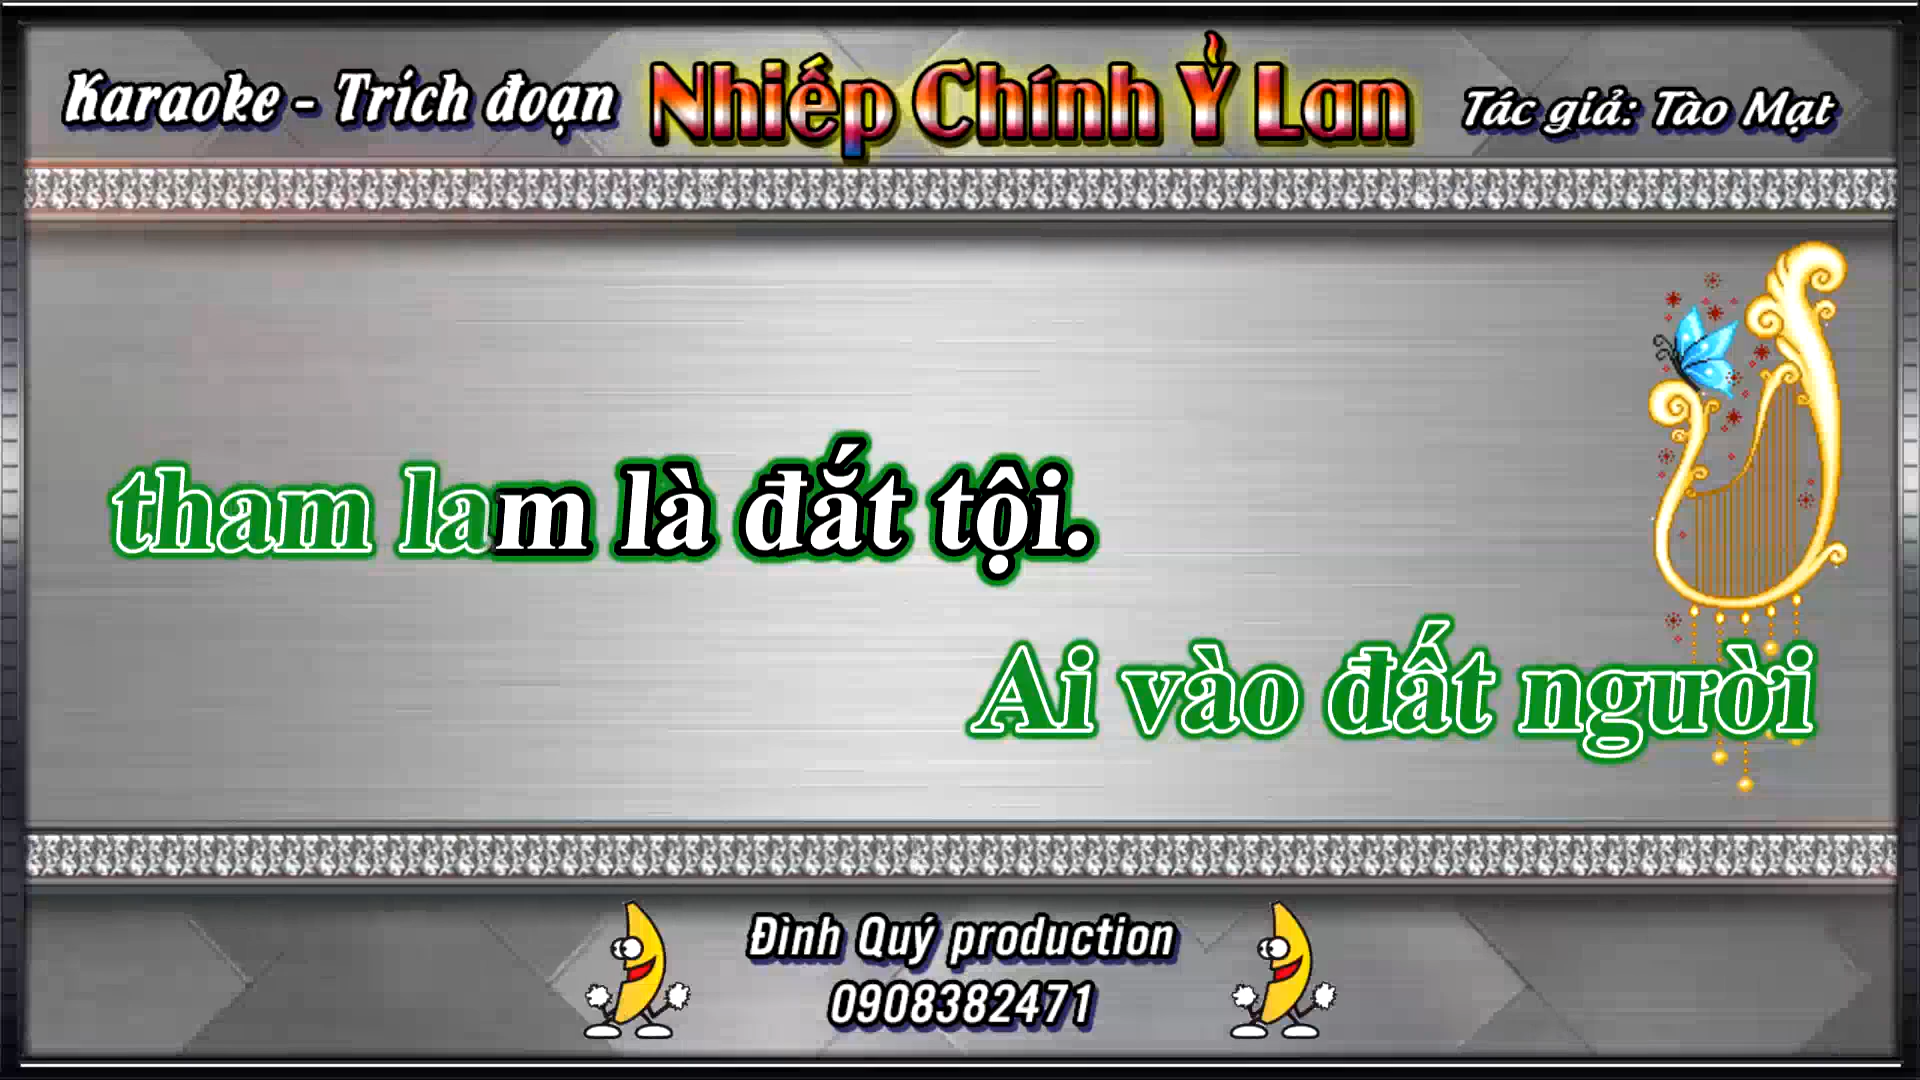 Karaoke - Trích đoạn Nhiếp Chính Ỷ Lan Tác giả: Tào Mạt
tham lam là đắt tội.
Ai vào đất người
Đình Quý production
0908382471